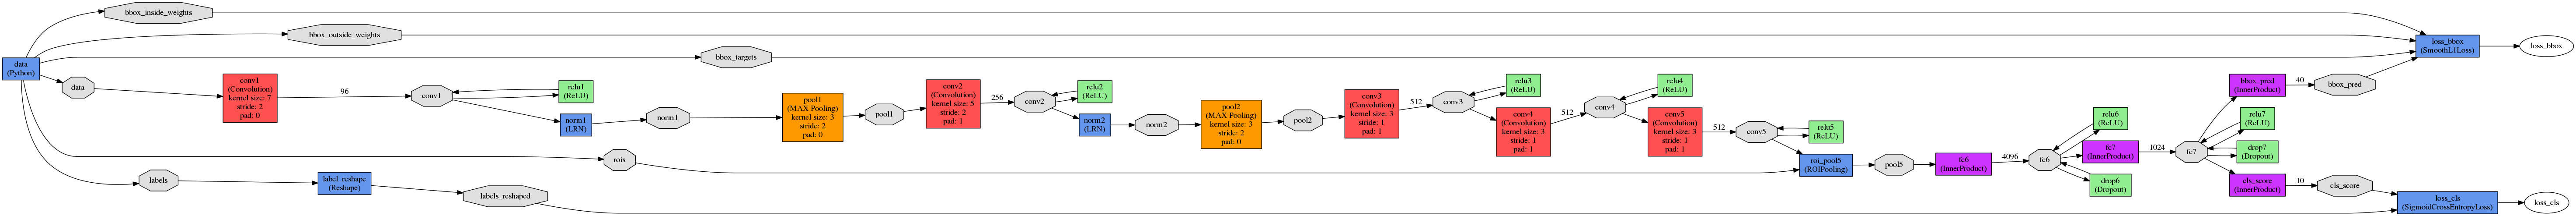 bbox_inside_weights
bbox_outside_weights
bbox_targets
data
(Python)
data
conv1
(Convolution)
kernel size: 7
stride: 2
pad: 0
96
conv1
relu1
(ReLU)
norm1
(LRN)
norm1
pool1
(MAX Pooling)
kernel size: 3
stride: 2
pad: 0
pool1
conv2
(Convolution)
kernel size: 5
stride: 2
pad: 1
256
conv2
relu2
(ReLU)
norm2
(LRN)
norm2
pool2
(MAX Pooling)
kernel size: 3
stride: 2
pad: 0
pool2
conv3
(Convolution)
kernel size: 3
stride: 1
pad: 1
512
conv3
relu3
(ReLU)
conv4
(Convolution)
kernel size: 3
stride: 1
pad: 1
512
conv4
relu4
(ReLU)
conv5
(Convolution)
kernel size: 3
stride: 1
pad: 1
512
conv5
relu5
(ReLU)
rois
roi_pool5
(ROIPooling)
pool5
fc6
(InnerProduct)
4096
fc6
relu6
(ReLU)
drop6
(Dropout)
fc7
(InnerProduct)
1024
fc7
relu7
(ReLU)
drop7
(Dropout)
bbox_pred
(InnerProduct)
40
bbox_pred
loss_bbox
(SmoothL1Loss)
loss_bbox
cls_score
(InnerProduct)
10
cls_score
labels
label_reshape
(Reshape)
labels_reshaped
loss_cls
(SigmoidCrossEntropyLoss)
loss_cls